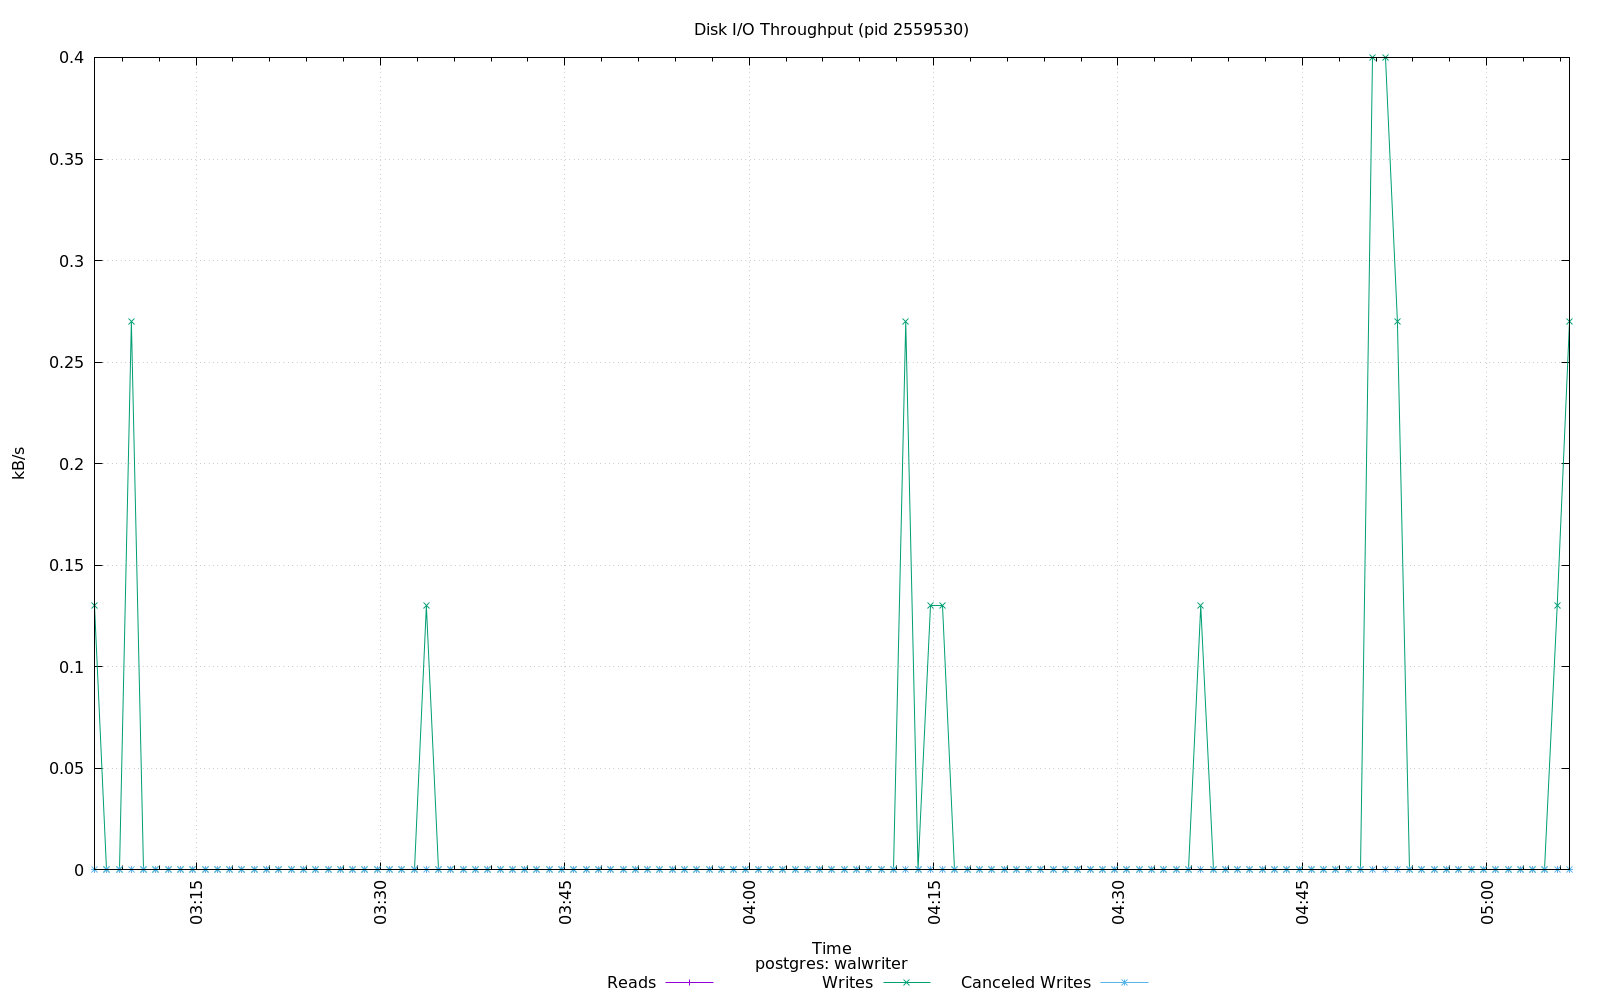 Disk I/O Throughput (pid 2559530)
0.4
0.35
0.3
0.25
0.2
0.15
0.1
0.05
0
kB/s
03:15 03:30 03:45 04:00 04:15 04:30 04:45 05:00
Time
postgres: walwriter
Reads Writes Canceled Writes